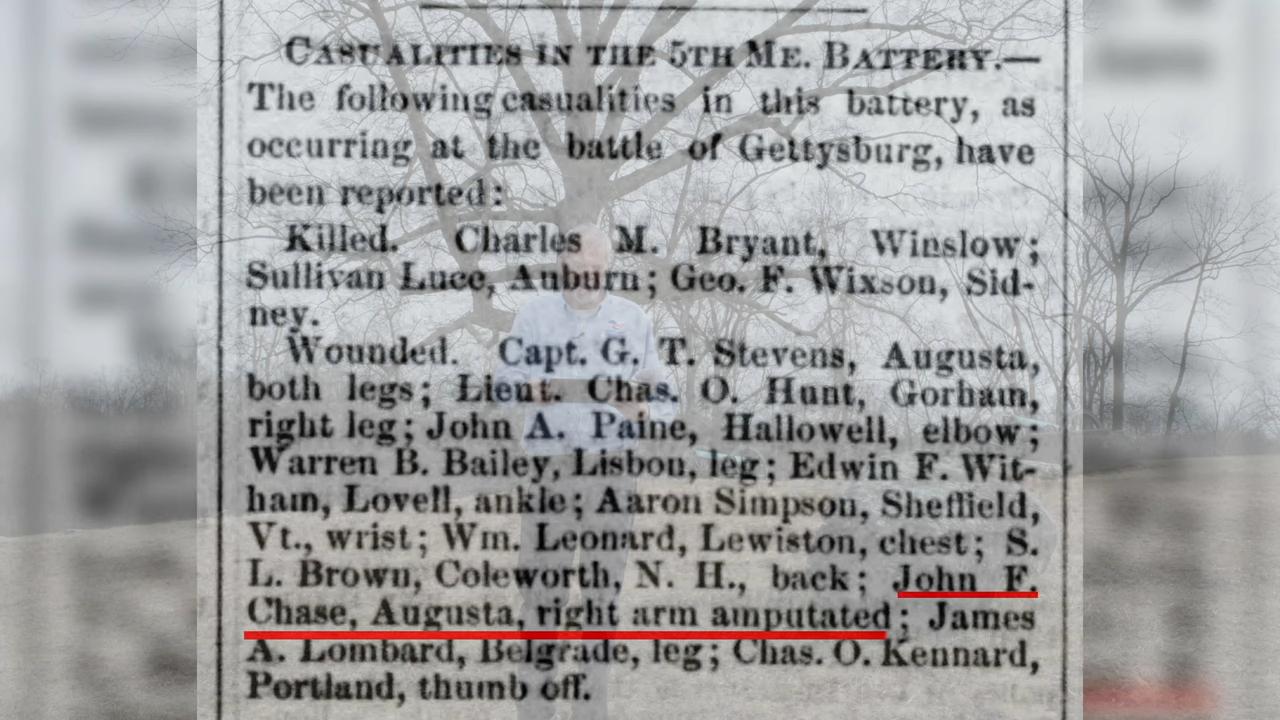 CASUALITIES IN THE 5TH ME. BATTERY.—
The following casualities in this battery, as
occurring at the battle of Gettysburg, have
been reported:
Killed. Charles M. Bryant, Winslow;
Sullivan Luce, Auburn; Geo. F. Wixson, Sid-
ney.
Wounded. Capt. G. T. Stevens, Augusta,
both legs; Lieut. Chas. O. Hunt, Gorham,
right leg; John A. Paine, Hallowell, elbow;
Warren B. Bailey, Lisbon, leg; Edwin F. Wit-
ham, Lovell, ankle; Aaron Simpson, Sheffield,
Vt., wrist; Wm. Leonard, Lewiston, chest; S.
L. Brown, Coleworth, N. H., back; John F.
Chase, Augusta, right arm amputated; James
A. Lombard, Belgrade, leg; Chas. O. Kennard,
Portland, thumb off.